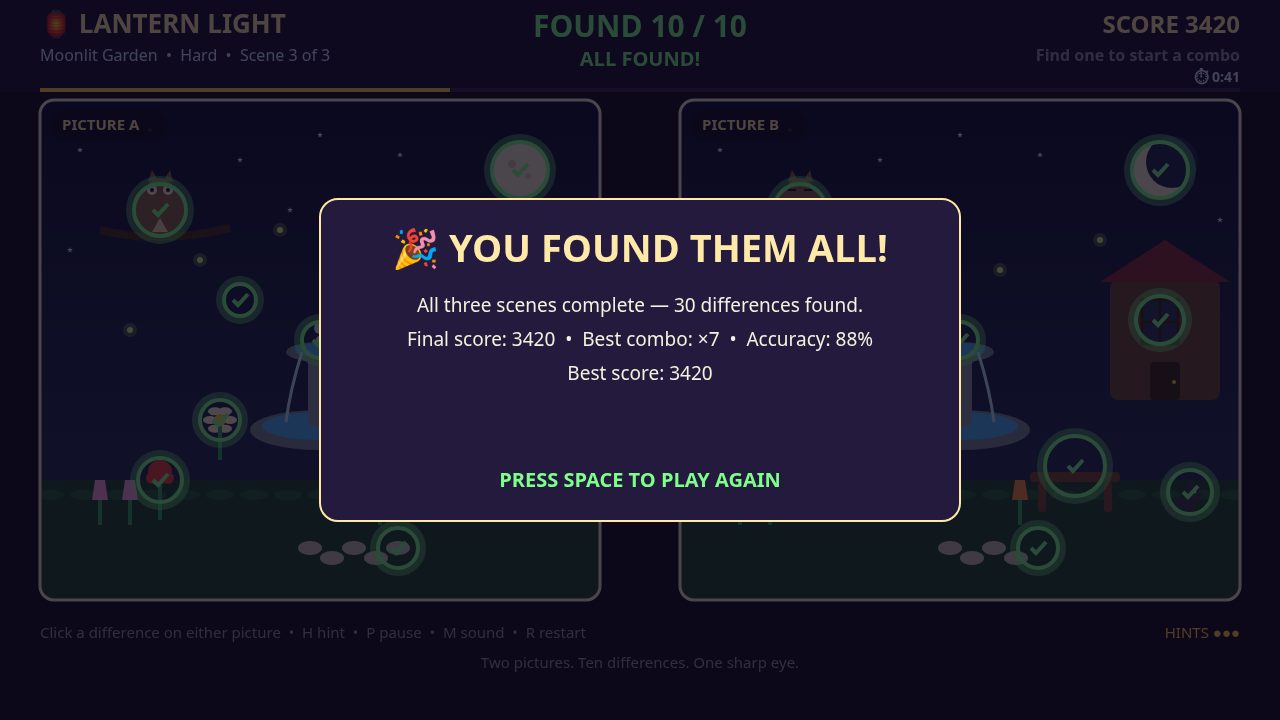 LANTERN LIGHT
Moonlit Garden • Hard • Scene 3 of 3
FOUND 10 / 10
ALL FOUND!
SCORE 3420
Find one to start a combo
0:41
PICTURE A
PICTURE B
YOU FOUND THEM ALL!
All three scenes complete — 30 differences found.
Final score: 3420 • Best combo: ×7 • Accuracy: 88%
Best score: 3420
PRESS SPACE TO PLAY AGAIN
Click a difference on either picture • H hint • P pause • M sound • R restart
HINTS ●●●
Two pictures. Ten differences. One sharp eye.